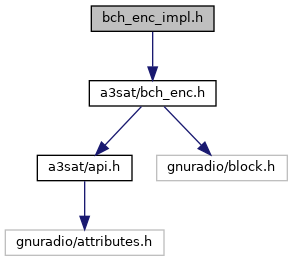 bch_enc_impl.h
a3sat/bch_enc.h
a3sat/api.h
gnuradio/block.h
gnuradio/attributes.h